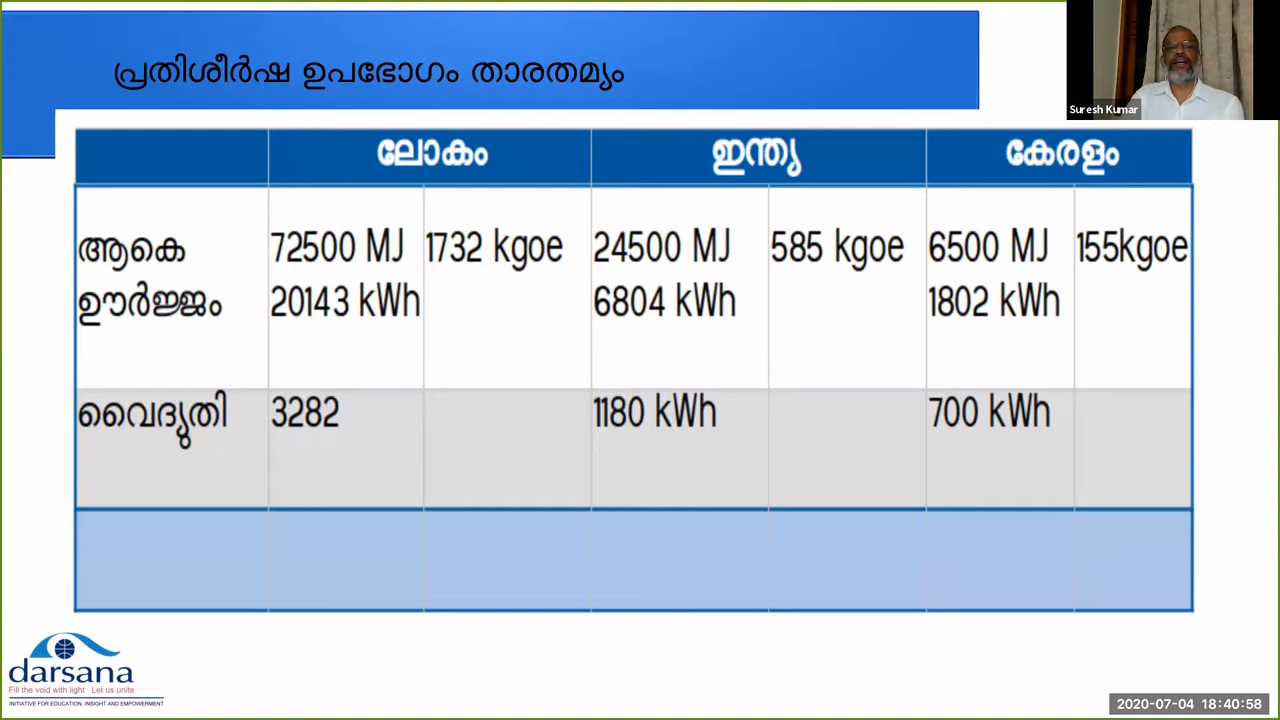 പ്രതിശീർഷ ഉപഭോഗം താരതമ്യം
Suresh Kumar
ലോകം ഇന്ത്യ കേരളം
ആകെ 72500 MJ 1732 kgoe 24500 MJ 585 kgoe 6500 MJ 155kgoe
ഊർജ്ജം 20143 kWh 6804 kWh 1802 kWh
വൈദ്യുതി 3282 1180 kWh 700 kWh
darsana
Fill the void with light Let us unite
INITIATIVE FOR EDUCATION, INSIGHT AND EMPOWERMENT
2020-07-04 18:40:58